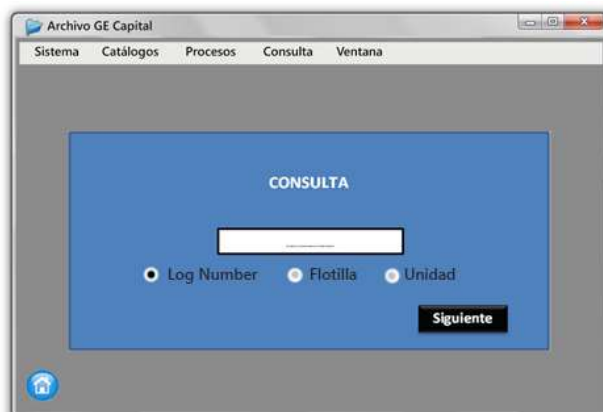 Archivo GE Capital
Sistema Catálogos Procesos Consulta Ventana
CONSULTA
Log Number Flotilla Unidad
Siguiente